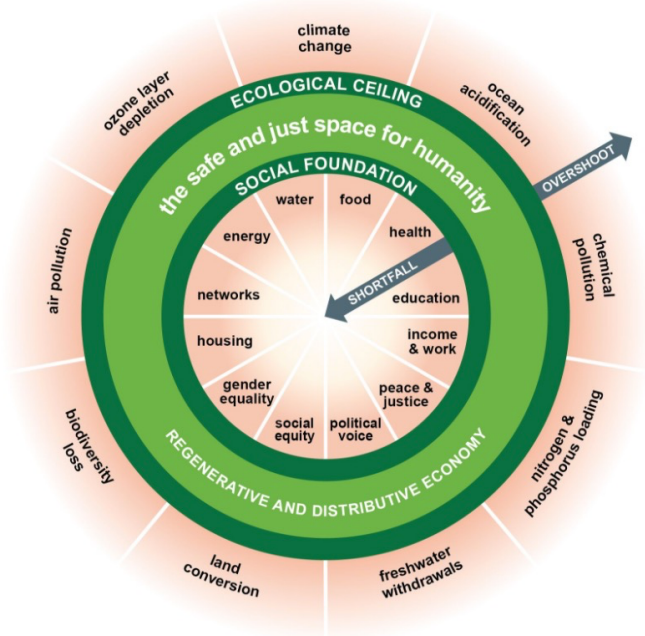 climate
change
ozone layer
depletion
ocean
acidification
ECOLOGICAL CEILING
the safe and just space for humanity
OVERSHOOT
SOCIAL FOUNDATION
water
food
energy
health
air pollution
chemical
pollution
SHORTFALL
networks
education
housing
income
& work
gender
equality
peace &
justice
social
equity
political
voice
biodiversity
loss
nitrogen &
phosphorus loading
REGENERATIVE AND DISTRIBUTIVE ECONOMY
land
conversion
freshwater
withdrawals